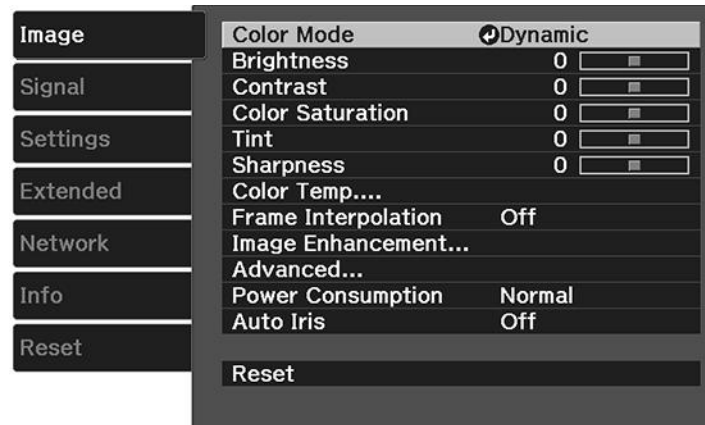 Image
Signal
Settings
Extended
Network
Info
Reset
Color Mode Dynamic
Brightness 0
Contrast 0
Color Saturation 0
Tint 0
Sharpness 0
Color Temp....
Frame Interpolation Off
Image Enhancement...
Advanced...
Power Consumption Normal
Auto Iris Off
Reset